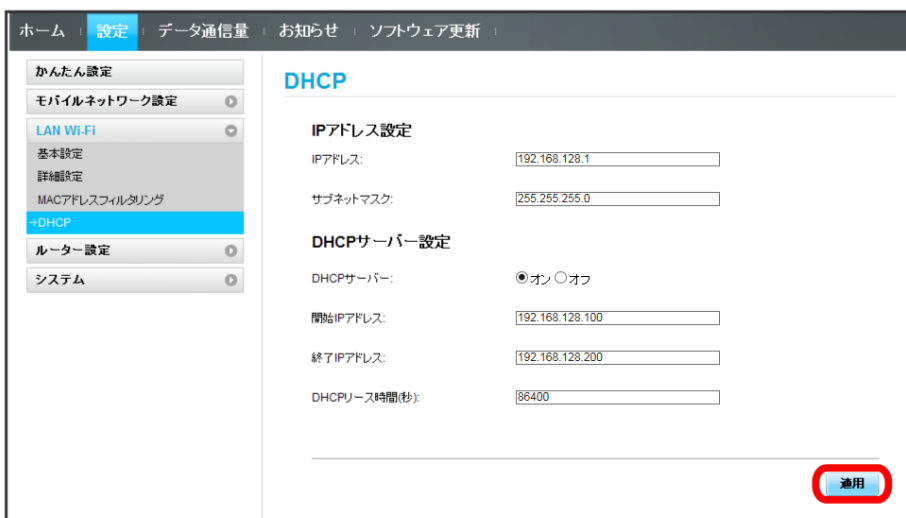 ホーム 設定 データ通信量 お知らせ ソフトウェア更新
かんたん設定
モバイルネットワーク設定
LAN Wi-Fi
基本設定
詳細設定
MACアドレスフィルタリング
→DHCP
ルーター設定
システム
DHCP
IPアドレス設定
IPアドレス: 192.168.128.1
サブネットマスク: 255.255.255.0
DHCPサーバー設定
DHCPサーバー: オン オフ
開始IPアドレス: 192.168.128.100
終了IPアドレス: 192.168.128.200
DHCPリース時間(秒): 86400
適用